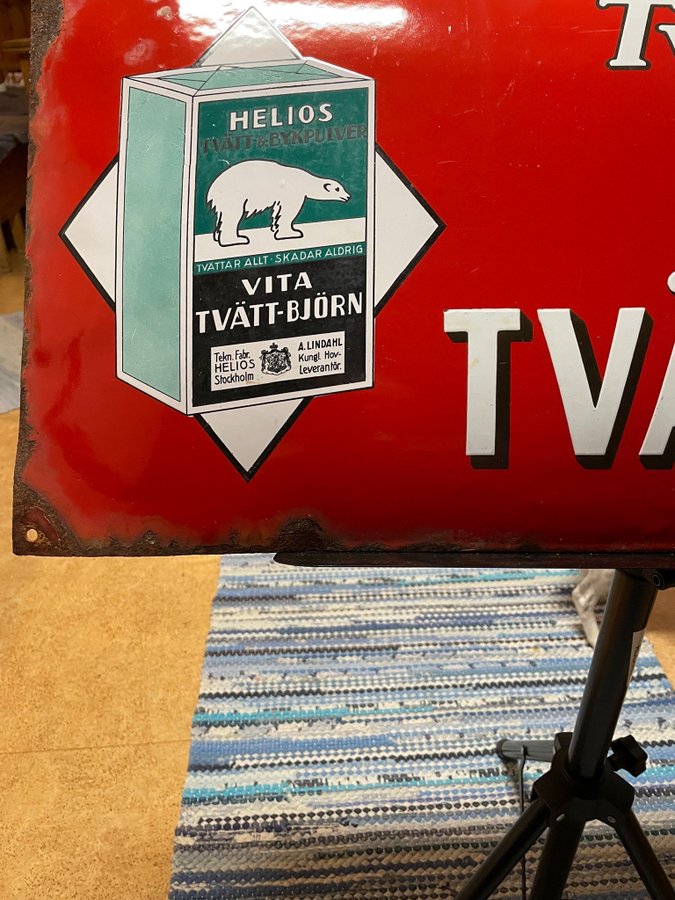 HELIOS
TVÄTT & BYKPULVER
TVÄTTAR ALLT · SKADAR ALDRIG
VITA
TVÄTT-BJÖRN
Tekn. Fabr.
HELIOS
Stockholm
A. LINDAHL
Kungl. Hov-
Leverantör.